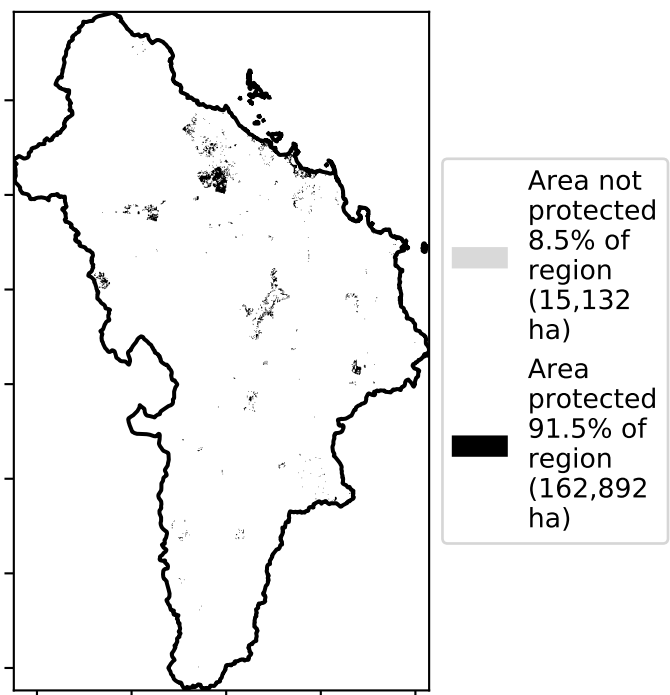 Area not
protected
8.5% of
region
(15,132
ha)
Area
protected
91.5% of
region
(162,892
ha)